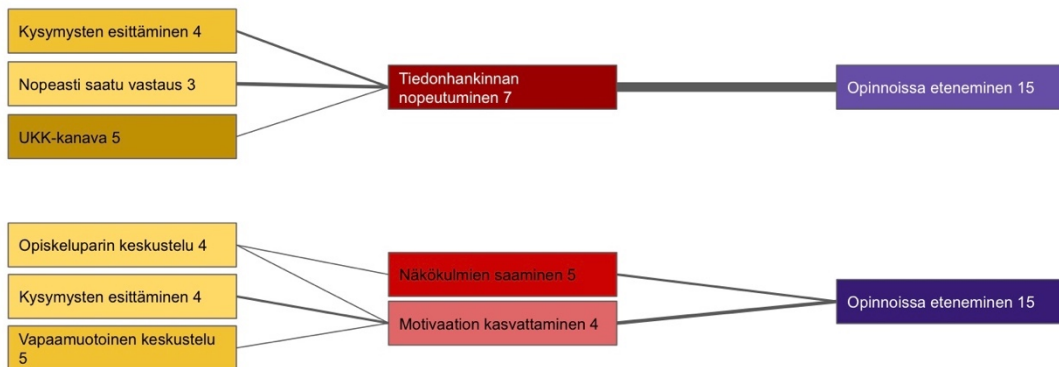 Kysymysten esittäminen 4
Nopeasti saatu vastaus 3
UKK-kanava 5
Tiedonhankinnan
nopeutuminen 7
Opinnoissa eteneminen 15
Opiskeluparin keskustelu 4
Kysymysten esittäminen 4
Vapaamuotoinen keskustelu
5
Näkökulmien saaminen 5
Motivaation kasvattaminen 4
Opinnoissa eteneminen 15